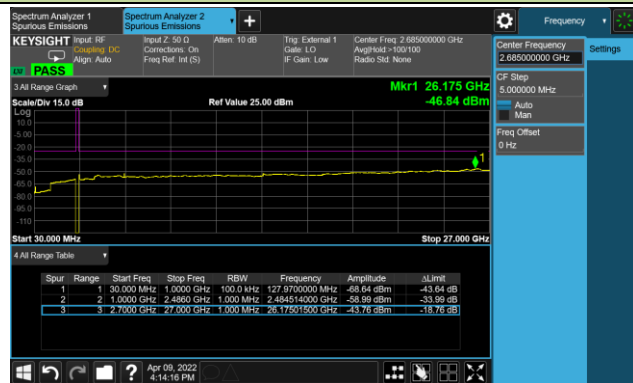 Spectrum Analyzer 1
Spurious Emissions
Spectrum Analyzer 2
Spurious Emissions
Frequency
KEYSIGHT
Input: RF
Coupling: DC
Align: Auto
Input Z: 50 Ω
Corrections: On
Freq Ref: Int (S)
Atten: 10 dB
Trig: External 1
Gate: LO
IF Gain: Low
Center Freq: 2.685000000 GHz
Avg|Hold:>100/100
Radio Std: None
LW PASS
Center Frequency
2.685000000 GHz
Settings
CF Step
5.000000 MHz
Auto
Man
Freq Offset
0 Hz
3 All Range Graph
Mkr1 26.175 GHz
Scale/Div 15.0 dB
Ref Value 25.00 dBm
-46.84 dBm
Log
10.0
-5.00
-20.0
-35.0
-50.0
-65.0
-80.0
-95.0
-110
1
Start 30.000 MHz
Stop 27.000 GHz
4 All Range Table
Spur Range Start Freq Stop Freq RBW Frequency Amplitude ΔLimit
1 1 30.000 MHz 1.0000 GHz 100.0 kHz 127.9700000 MHz -68.64 dBm -43.64 dB
2 2 1.0000 GHz 2.4860 GHz 1.000 MHz 2.484514000 GHz -58.99 dBm -33.99 dB
3 3 2.7000 GHz 27.000 GHz 1.000 MHz 26.17501500 GHz -43.76 dBm -18.76 dB
Apr 09, 2022
4:14:16 PM